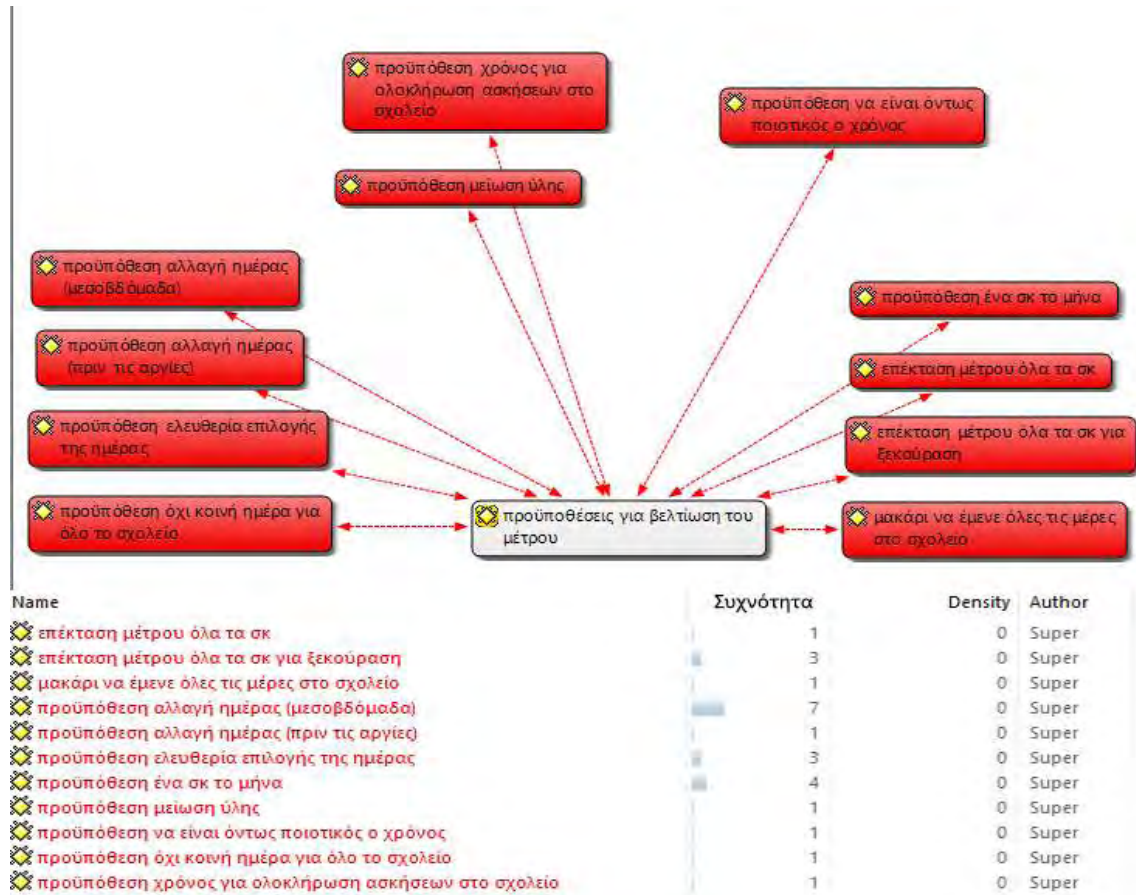 προϋπόθεση χρόνος για
ολοκλήρωση ασκήσεων στο
σχολείο
προϋπόθεση να είναι όντως
ποιοτικός ο χρόνος
προϋπόθεση μείωση ύλης
προϋπόθεση αλλαγή ημέρας
(μεσοβδόμαδα)
προϋπόθεση ένα σκ το μήνα
προϋπόθεση αλλαγή ημέρας
(πριν τις αργίες)
επέκταση μέτρου όλα τα σκ
προϋπόθεση ελευθερία επιλογής
της ημέρας
επέκταση μέτρου όλα τα σκ για
ξεκούραση
προϋπόθεση όχι κοινή ημέρα για
όλο το σχολείο
προϋποθέσεις για βελτίωση του
μέτρου
μακάρι να έμενε όλες τις μέρες
στο σχολείο
Name Συχνότητα Density Author
επέκταση μέτρου όλα τα σκ 1 0 Super
επέκταση μέτρου όλα τα σκ για ξεκούραση 3 0 Super
μακάρι να έμενε όλες τις μέρες στο σχολείο 1 0 Super
προϋπόθεση αλλαγή ημέρας (μεσοβδόμαδα) 7 0 Super
προϋπόθεση αλλαγή ημέρας (πριν τις αργίες) 1 0 Super
προϋπόθεση ελευθερία επιλογής της ημέρας 3 0 Super
προϋπόθεση ένα σκ το μήνα 4 0 Super
προϋπόθεση μείωση ύλης 1 0 Super
προϋπόθεση να είναι όντως ποιοτικός ο χρόνος 1 0 Super
προϋπόθεση όχι κοινή ημέρα για όλο το σχολείο 1 0 Super
προϋπόθεση χρόνος για ολοκλήρωση ασκήσεων στο σχολείο 1 0 Super